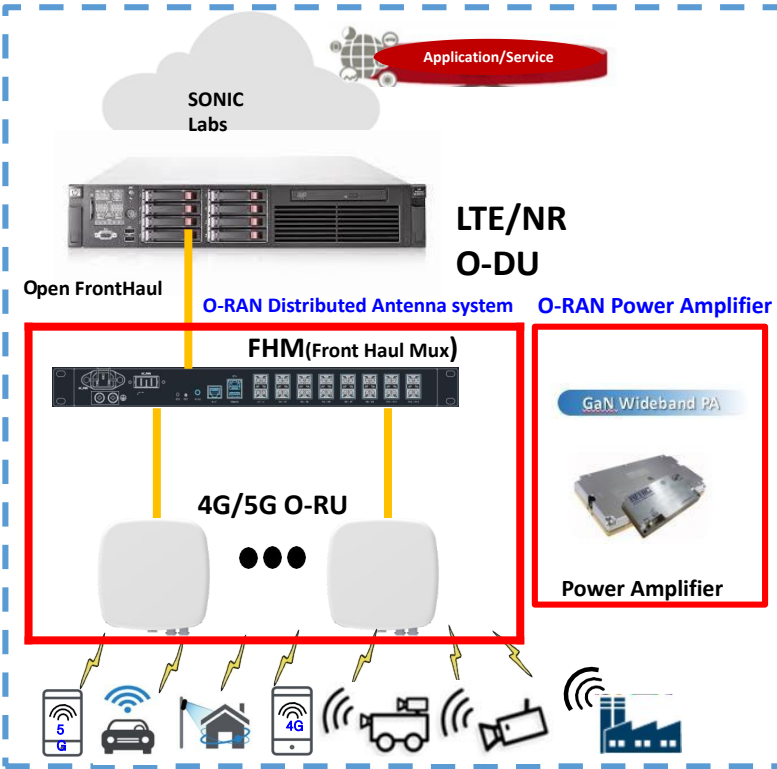 Application/Service
SONIC
Labs
LTE/NR
O-DU
Open FrontHaul
O-RAN Distributed Antenna system
O-RAN Power Amplifier
FHM(Front Haul Mux)
GaN Wideband PA
4G/5G O-RU
Power Amplifier
5
G
4G